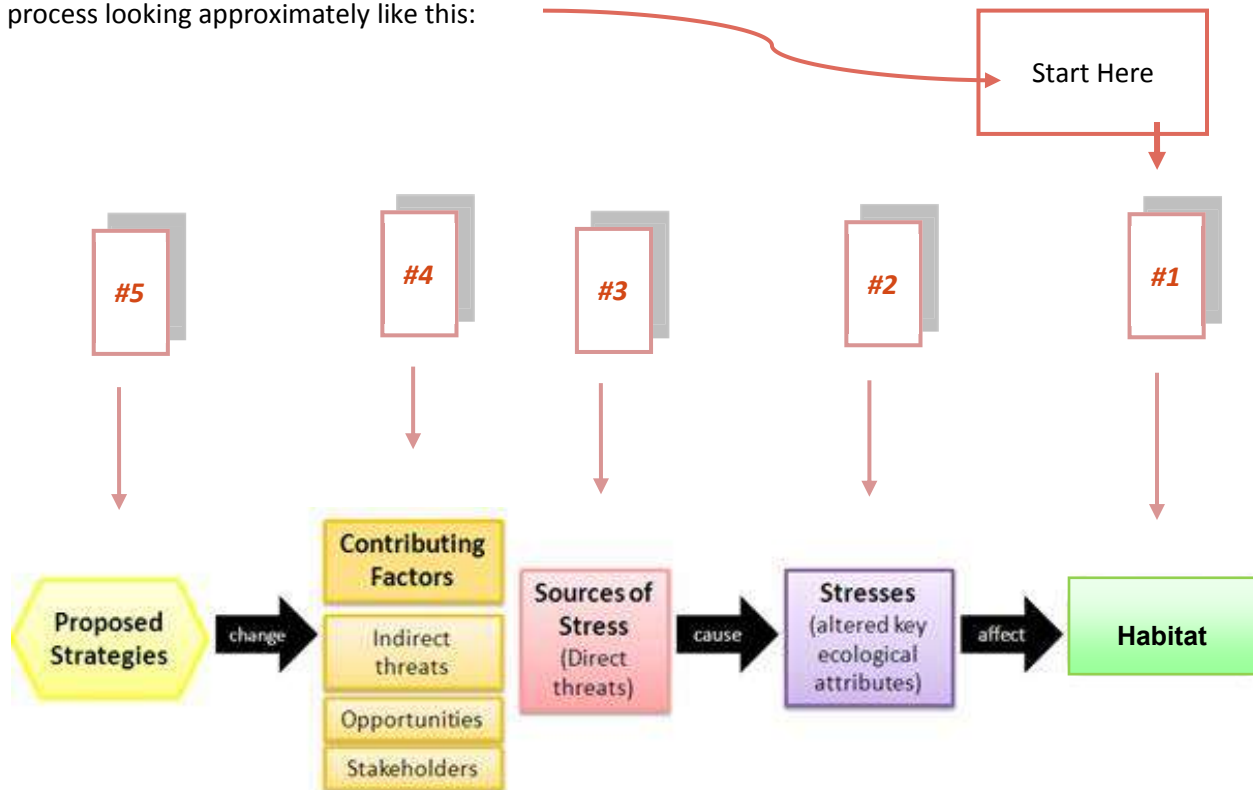 process looking approximately like this:
Start Here
#5
#4
#3
#2
#1
Proposed
Strategies
change
Contributing
Factors
Indirect
threats
Opportunities
Stakeholders
Sources of
Stress
(Direct
threats)
cause
Stresses
(altered key
ecological
attributes)
affect
Habitat